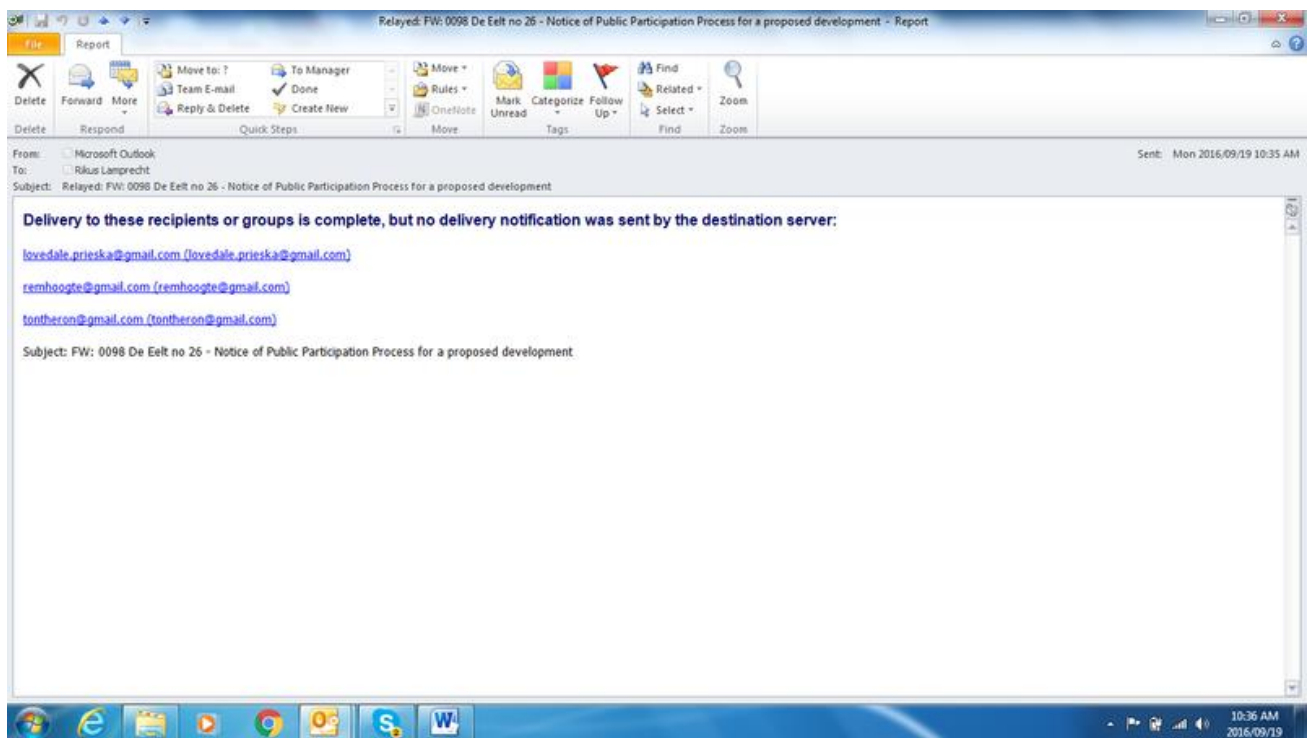 Relayed: FW: 0098 De Eelt no 26 - Notice of Public Participation Process for a proposed development - Report
File Report
Move to: ? To Manager Move Find
Team E-mail Done Rules Related
Delete Forward More Reply & Delete Create New OneNote Mark Unread Categorize Follow Up Select Zoom
Delete Respond Quick Steps Move Tags Find Zoom
From: Microsoft Outlook Sent: Mon 2016/09/19 10:35 AM
To: Rikus Lamprecht
Subject: Relayed: FW: 0098 De Eelt no 26 - Notice of Public Participation Process for a proposed development
Delivery to these recipients or groups is complete, but no delivery notification was sent by the destination server:
lovedale.prieska@gmail.com (lovedale.prieska@gmail.com)
remhoogte@gmail.com (remhoogte@gmail.com)
tontheron@gmail.com (tontheron@gmail.com)
Subject: FW: 0098 De Eelt no 26 - Notice of Public Participation Process for a proposed development
10:36 AM
2016/09/19